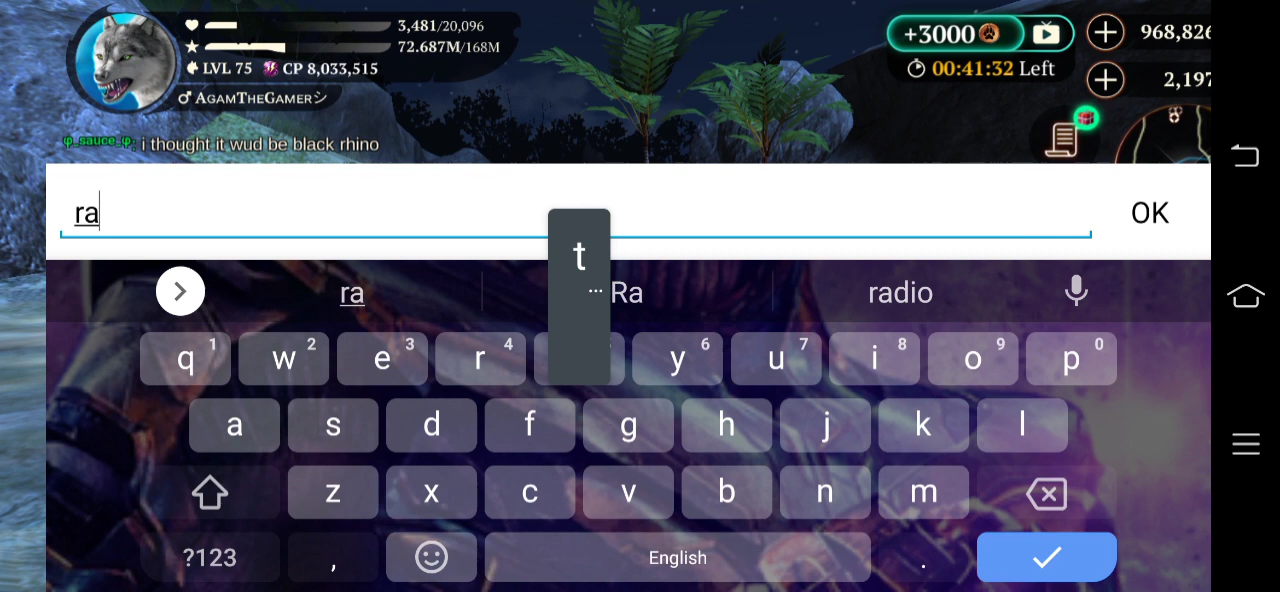 3,481/20,096
72.687M/168M
LVL 75 CP 8,033,515
♂ AgamTheGamerシ
φ_sauce_φ: i thought it wud be black rhino
+3000
00:41:32 Left
968,826
2,197
ra
OK
t
...
ra Ra radio
q 1 w 2 e 3 r 4 y 6 u 7 i 8 o 9 p 0
a s d f g h j k l
z x c v b n m
?123 , English .